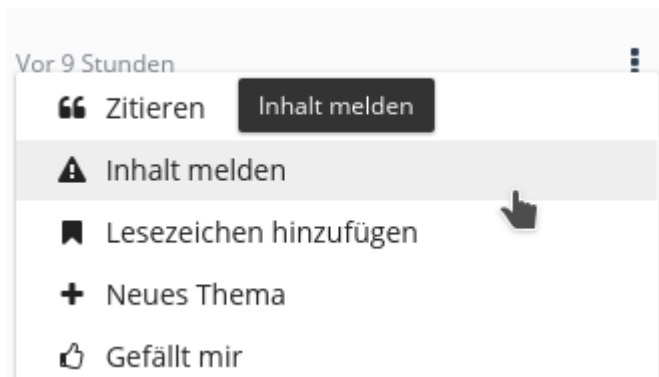 Vor 9 Stunden
Zitieren
Inhalt melden
Inhalt melden
Lesezeichen hinzufügen
Neues Thema
Gefällt mir